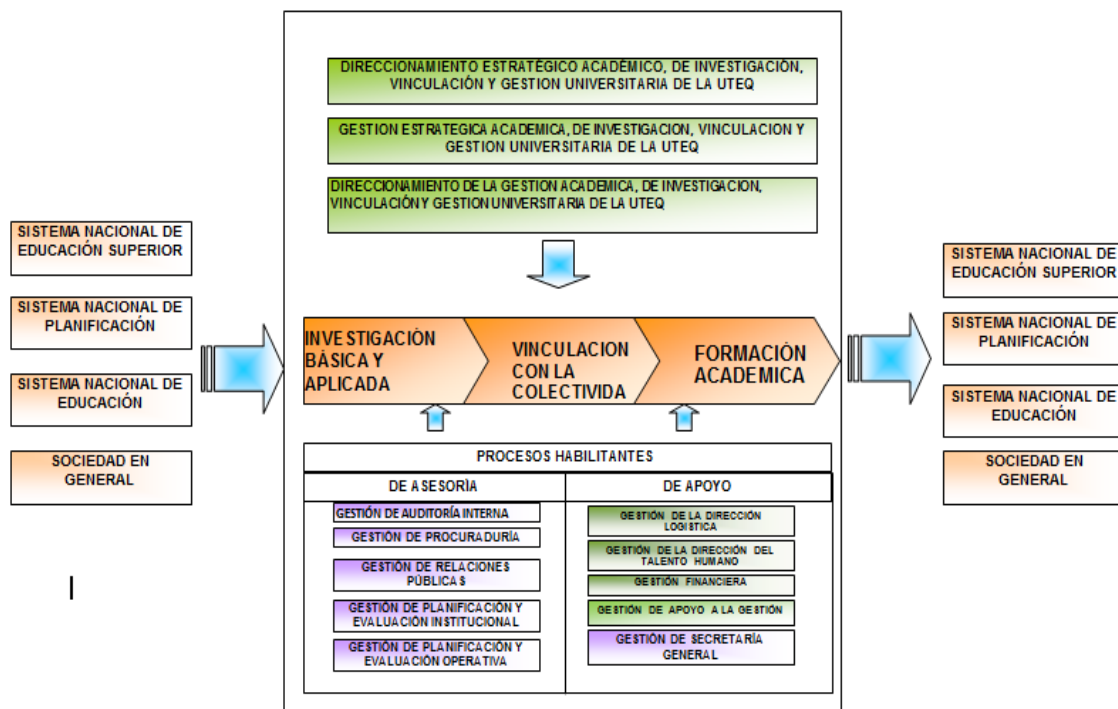 DIRECCIONAMIENTO ESTRATÉGICO ACADÉMICO, DE INVESTIGACIÓN,
VINCULACIÓN Y GESTION UNIVERSITARIA DE LA UTEQ
GESTION ESTRATEGICA ACADEMICA, DE INVESTIGACION, VINCULACION Y
GESTION UNIVERSITARIA DE LA UTEQ
DIRECCIONAMIENTO DE LA GESTION ACADEMICA, DE INVESTIGACION,
VINCULACIÓN Y GESTION UNIVERSITARIA DE LA UTEQ
SISTEMA NACIONAL DE
EDUCACIÓN SUPERIOR
SISTEMA NACIONAL DE
PLANIFICACIÓN
SISTEMA NACIONAL DE
EDUCACIÓN
SOCIEDAD EN
GENERAL
INVESTIGACIÓN
BÁSICA Y
APLICADA
VINCULACION
CON LA
COLECTIVIDA
FORMACIÓN
ACADEMICA
PROCESOS HABILITANTES
DE ASESORÍA
GESTIÓN DE AUDITORÍA INTERNA
GESTIÓN DE PROCURADURÍA
GESTIÓN DE RELACIONES
PÚBLICAS
GESTIÓN DE PLANIFICACIÓN Y
EVALUACIÓN INSTITUCIONAL
GESTIÓN DE PLANIFICACIÓN Y
EVALUACIÓN OPERATIVA
DE APOYO
GESTIÓN DE LA DIRECCIÓN
LOGISTICA
GESTIÓN DE LA DIRECCIÓN DEL
TALENTO HUMANO
GESTIÓN FINANCIERA
GESTIÓN DE APOYO A LA GESTIÓN
GESTIÓN DE SECRETARÍA
GENERAL
SISTEMA NACIONAL DE
EDUCACIÓN SUPERIOR
SISTEMA NACIONAL DE
PLANIFICACIÓN
SISTEMA NACIONAL DE
EDUCACIÓN
SOCIEDAD EN
GENERAL